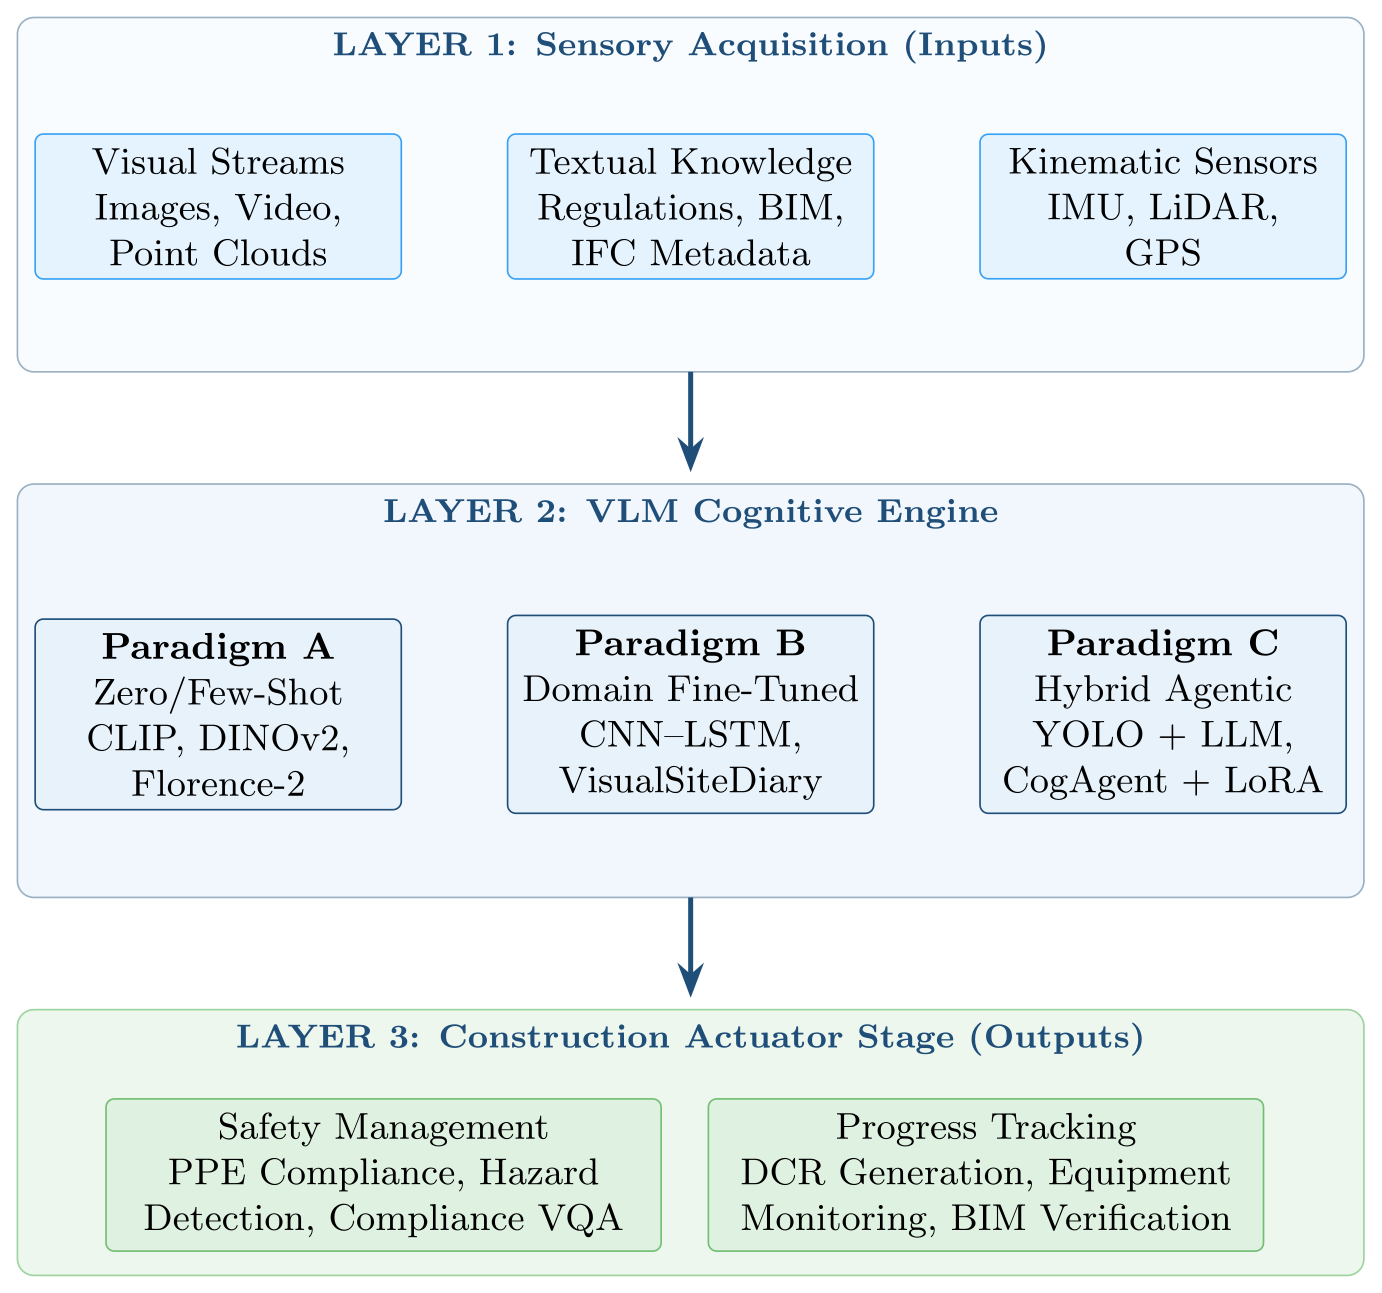 LAYER 1: Sensory Acquisition (Inputs)
Visual Streams
Images, Video,
Point Clouds
Textual Knowledge
Regulations, BIM,
IFC Metadata
Kinematic Sensors
IMU, LiDAR,
GPS
LAYER 2: VLM Cognitive Engine
Paradigm A
Zero/Few-Shot
CLIP, DINOv2,
Florence-2
Paradigm B
Domain Fine-Tuned
CNN–LSTM,
VisualSiteDiary
Paradigm C
Hybrid Agentic
YOLO + LLM,
CogAgent + LoRA
LAYER 3: Construction Actuator Stage (Outputs)
Safety Management
PPE Compliance, Hazard
Detection, Compliance VQA
Progress Tracking
DCR Generation, Equipment
Monitoring, BIM Verification